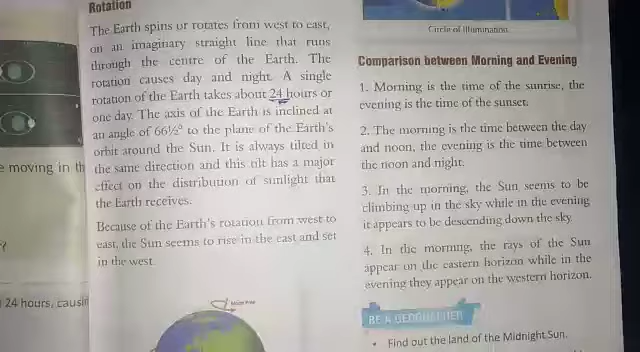 e moving in th
?
24 hours, causin
Rotation
The Earth spins or rotates from west to east,
on an imaginary straight line that runs
through the centre of the Earth. The
rotation causes day and night. A single
rotation of the Earth takes about 24 hours or
one day. The axis of the Earth is inclined at
an angle of 66½° to the plane of the Earth's
orbit around the Sun. It is always tilted in
the same direction and this tilt has a major
effect on the distribution of sunlight that
the Earth receives.
Because of the Earth's rotation from west to
east, the Sun seems to rise in the east and set
in the west.
Circle of Illumination
Comparison between Morning and Evening
1. Morning is the time of the sunrise, the
evening is the time of the sunset.
2. The morning is the time between the day
and noon, the evening is the time between
the noon and night.
3. In the morning, the Sun seems to be
climbing up in the sky while in the evening
it appears to be descending down the sky.
4. In the morning, the rays of the Sun
appear on the eastern horizon while in the
evening they appear on the western horizon.
BE A GEOGRAPHER
• Find out the land of the Midnight Sun.